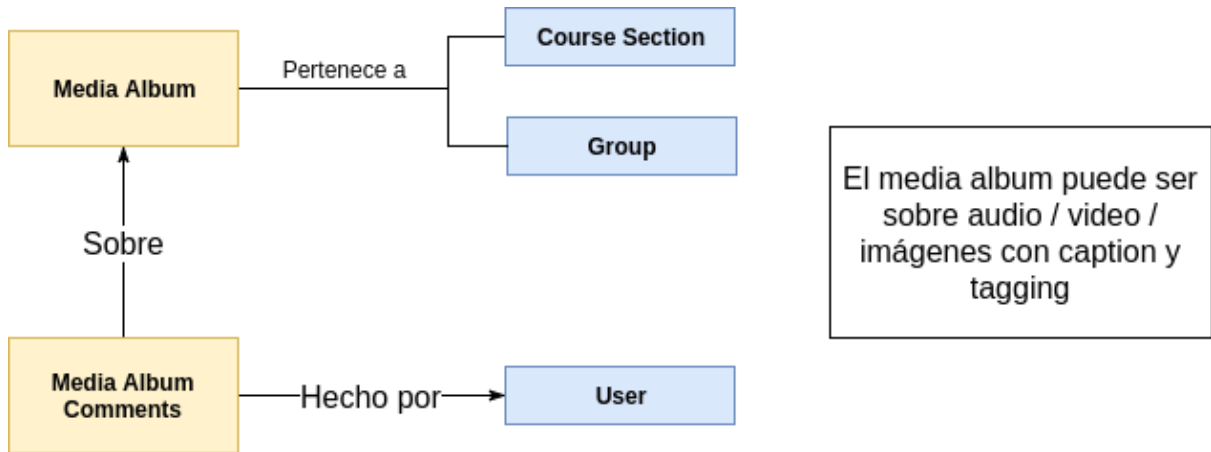 Course Section
Media Album
Pertenece a
Group
El media album puede ser
sobre audio / video /
imágenes con caption y
tagging
Sobre
Media Album
Comments
Hecho por
User